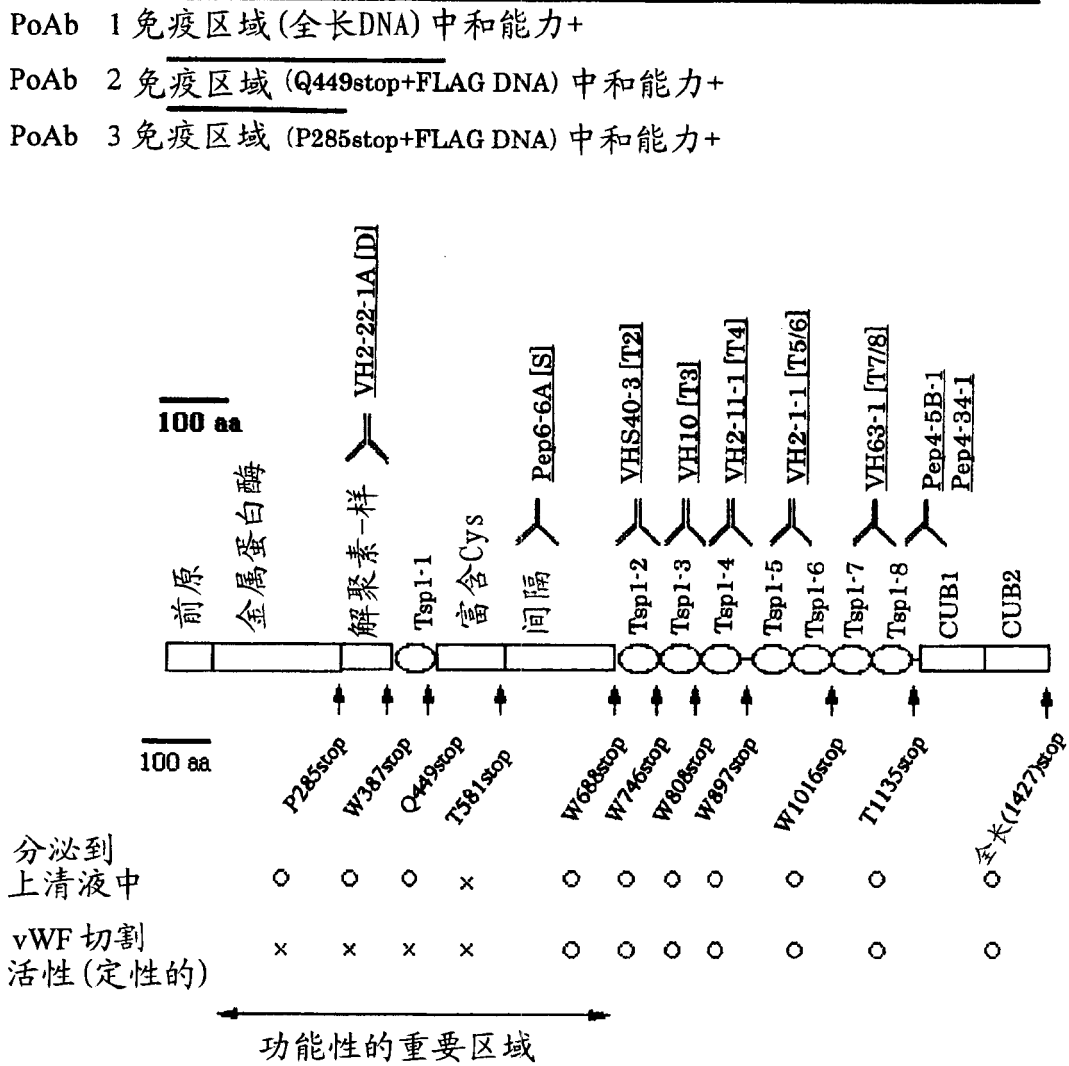 PoAb 1 免疫区域(全长DNA) 中和能力+
PoAb 2 免疫区域 (Q449stop+FLAG DNA) 中和能力+
PoAb 3 免疫区域 (P285stop+FLAG DNA) 中和能力+
VH2-22-1A [D]
Pep6-6A [S]
VHS40-3 [T2]
VH10 [T3]
VH2-11-1 [T4]
VH2-1-1 [T5/6]
VH63-1 [T7/8]
Pep4-5B-1
Pep4-34-1
100 aa
前原
金属蛋白酶
解聚素-样
Tsp1-1
富含Cys
间隔
Tsp1-2
Tsp1-3
Tsp1-4
Tsp1-5
Tsp1-6
Tsp1-7
Tsp1-8
CUB1
CUB2
100 aa
P285stop
W387stop
Q449stop
T581stop
W688stop
W746stop
W808stop
W897stop
W1016stop
T1135stop
全长(1427)stop
分泌到
上清液中 o o o x o o o o o o o
vWF 切割
活性(定性的) x x x x o o o o o o o
功能性的重要区域